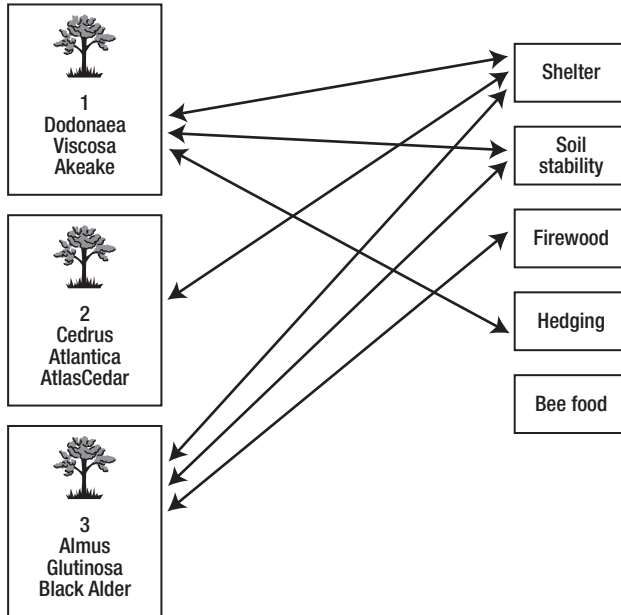 1
Dodonaea
Viscosa
Akeake
2
Cedrus
Atlantica
AtlasCedar
3
Almus
Glutinosa
Black Alder
Shelter
Soil
stability
Firewood
Hedging
Bee food